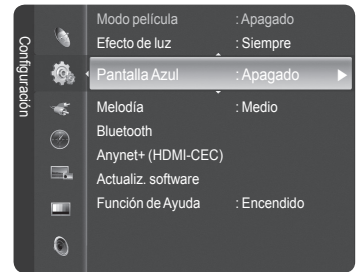 Configuración
Modo película : Apagado
Efecto de luz : Siempre
Pantalla Azul : Apagado
Melodía : Medio
Bluetooth
Anynet+ (HDMI-CEC)
Actualiz. software
Función de Ayuda : Encendido